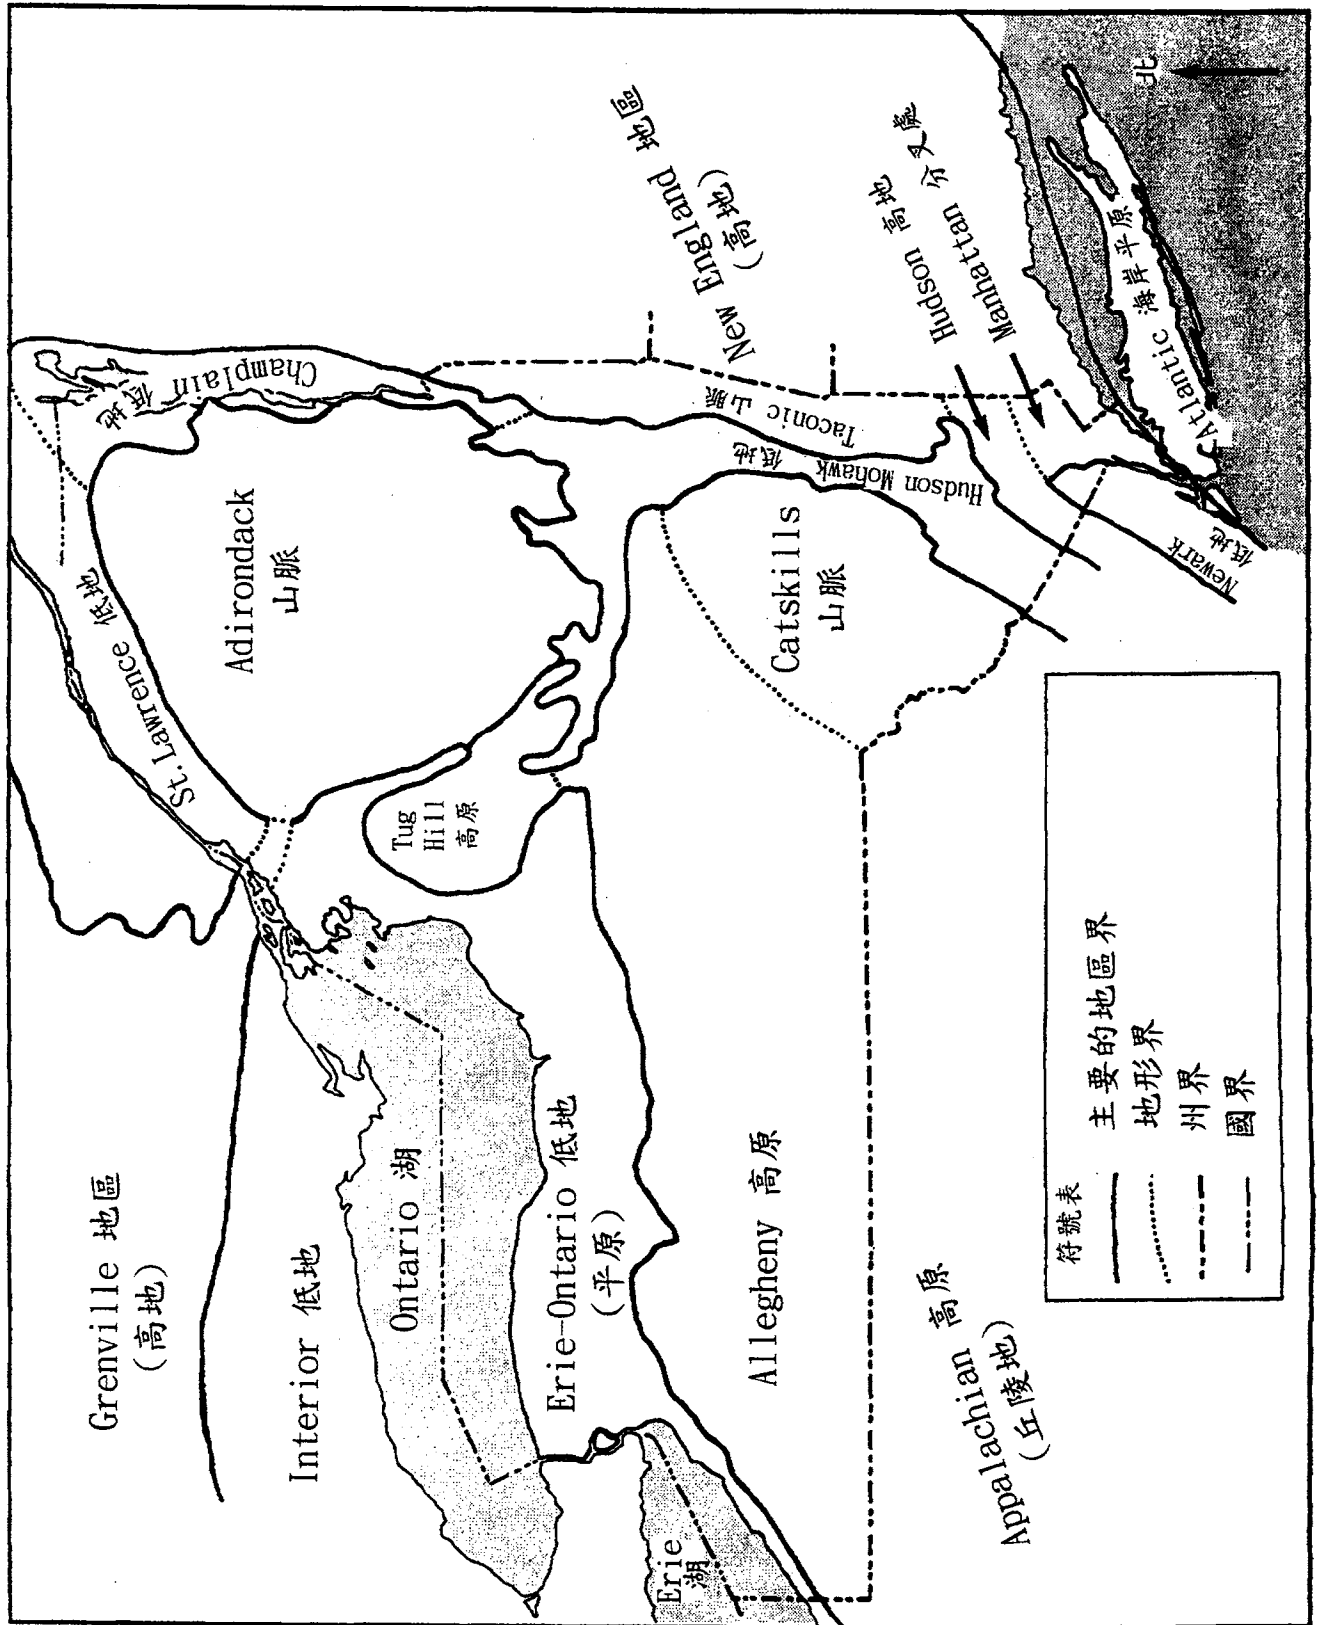 Grenville 地區
(高地)
Interior 低地
St. Lawrence 低地
Champlain
低地
Adirondack
山脈
Tug
Hill
高原
Ontario 湖
Erie-Ontario 低地
(平原)
Erie
湖
Allegheny 高原
Appalachian 高原
(丘陵地)
Catskills
山脈
Hudson Mohawk
低地
Taconic 山脈
New England 地區
(高地)
Hudson 高地
Manhattan 分叉處
Newark
低地
Atlantic 海岸平原
北
符號表
主要的地區界
地形界
州界
國界